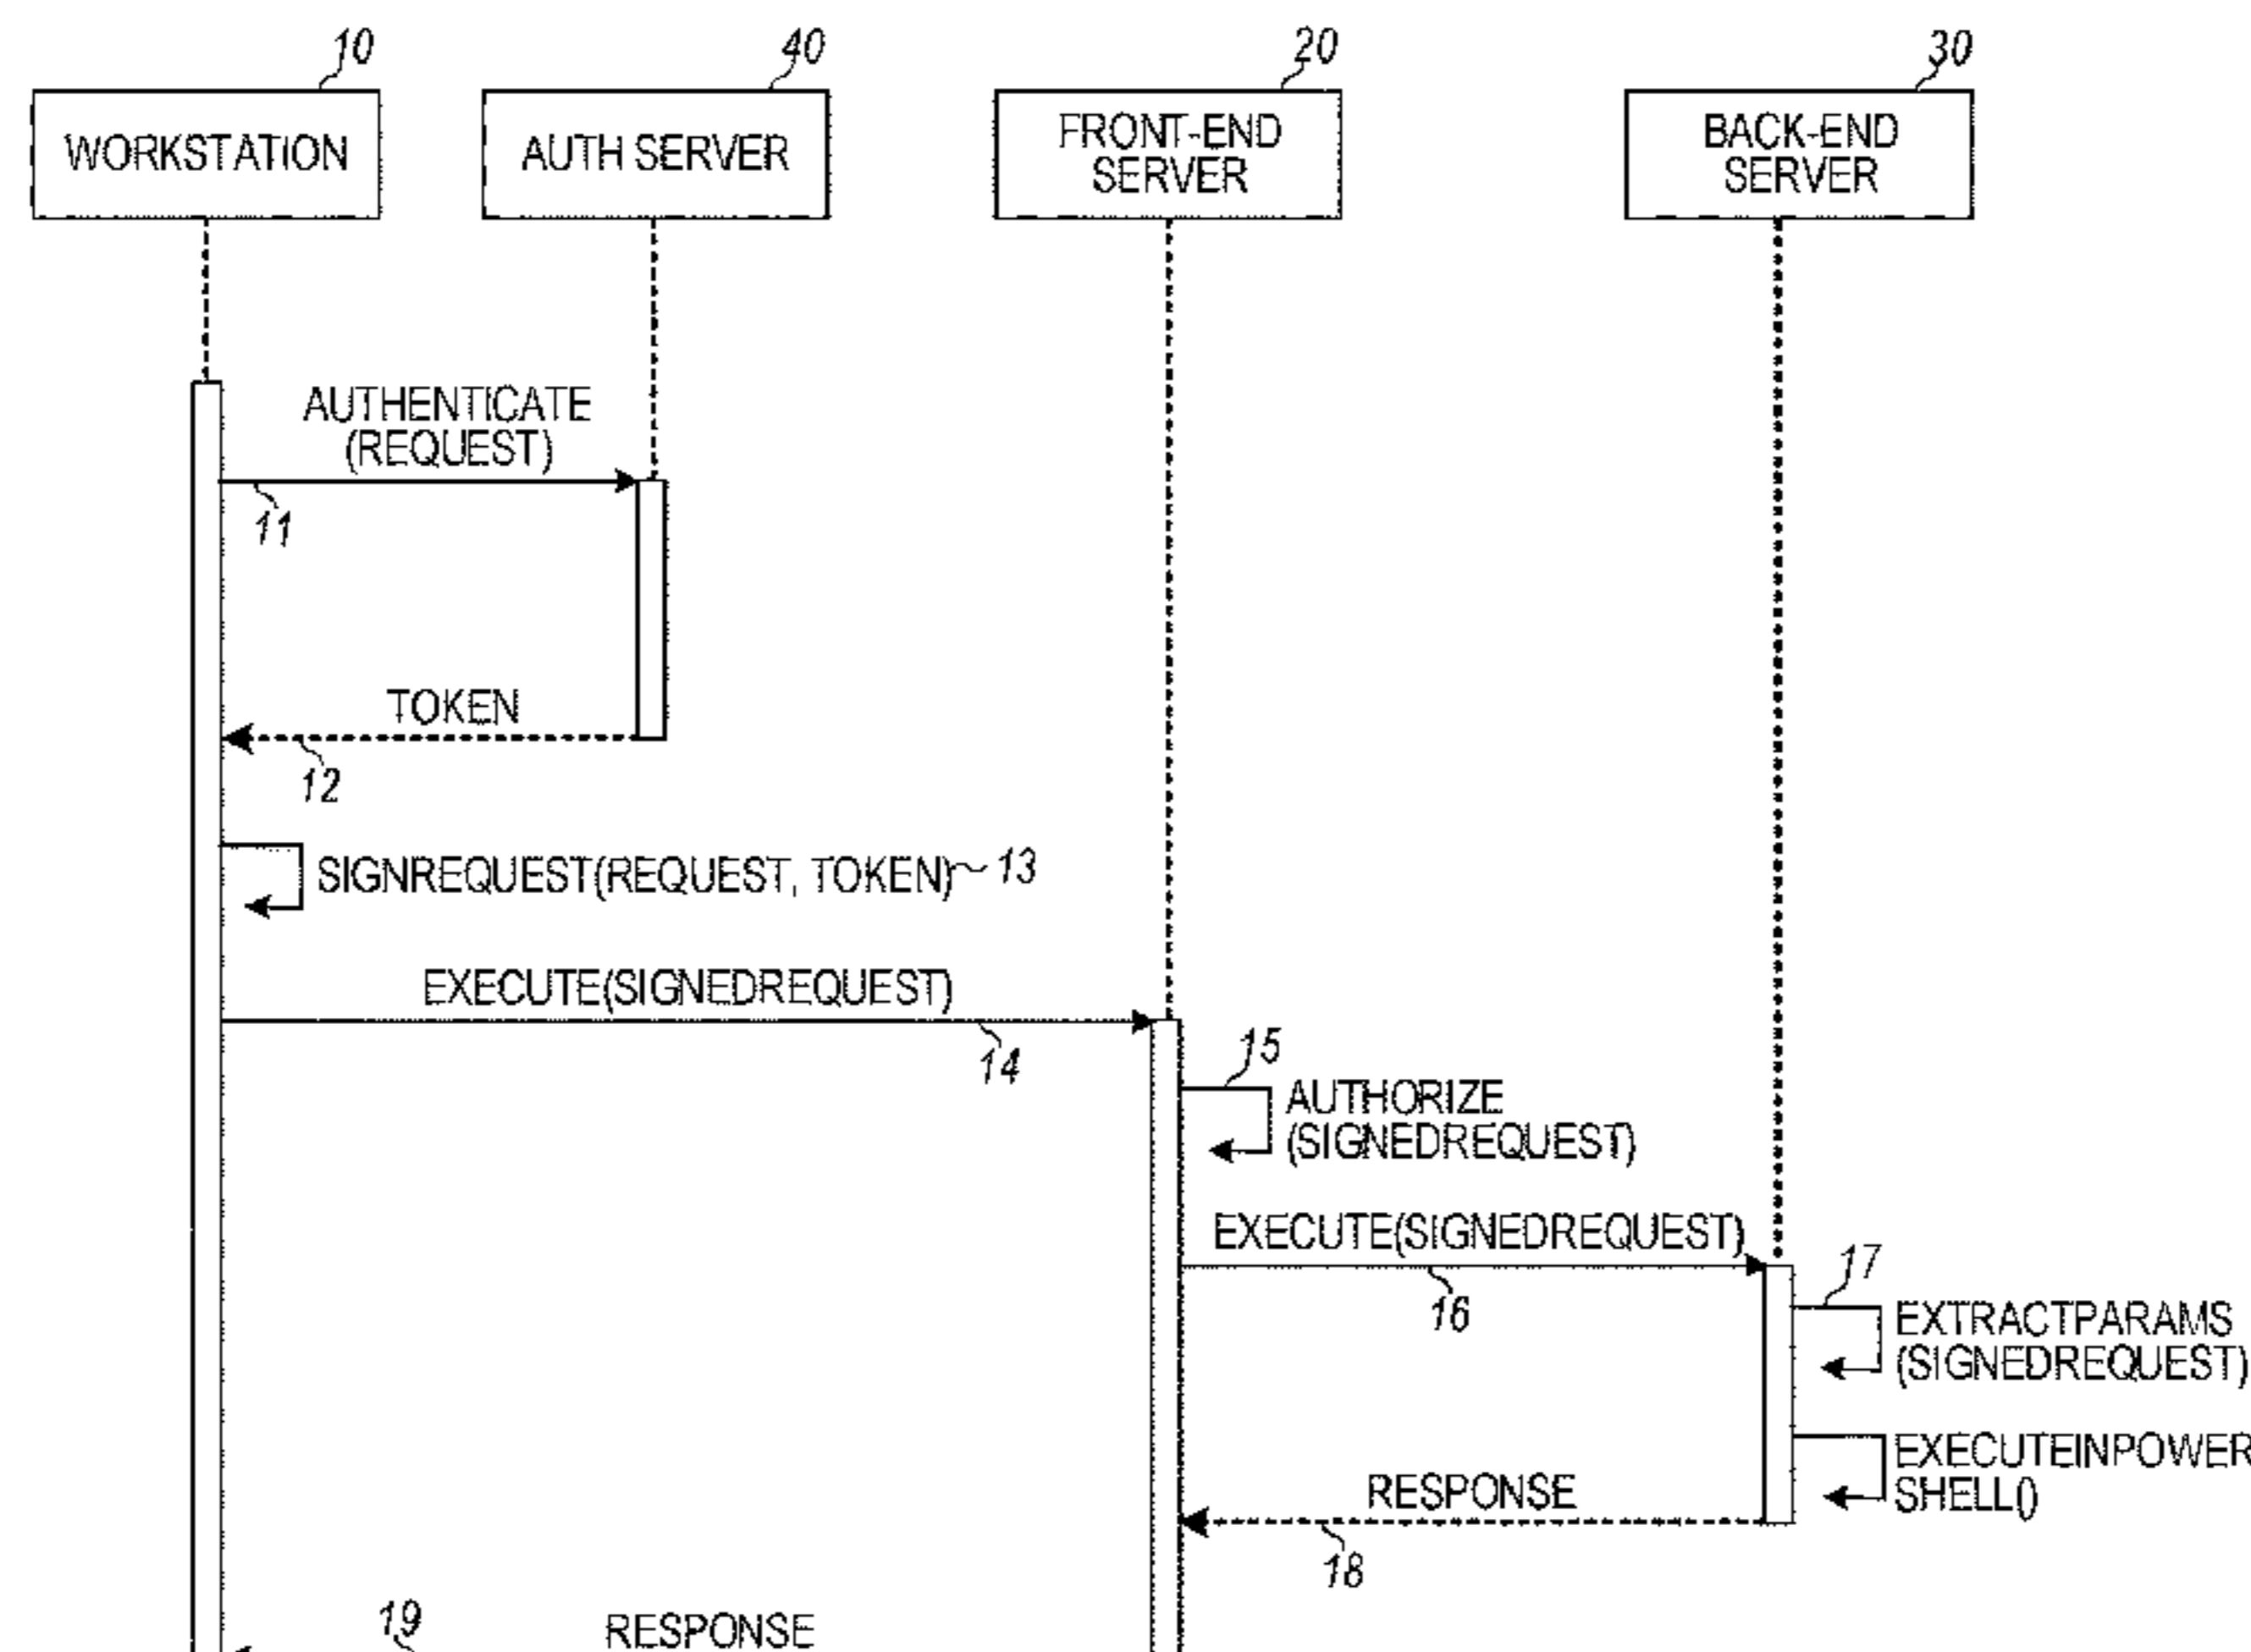 10
40
20
30
WORKSTATION
AUTH SERVER
FRONT-END
SERVER
BACK-END
SERVER
AUTHENTICATE
(REQUEST)
11
TOKEN
12
SIGNREQUEST(REQUEST, TOKEN)~13
EXECUTE(SIGNEDREQUEST)
14
15
AUTHORIZE
(SIGNEDREQUEST)
EXECUTE(SIGNEDREQUEST)
16
17
EXTRACTPARAMS
(SIGNEDREQUEST)
EXECUTEINPOWER
SHELL()
RESPONSE
18
19
RESPONSE